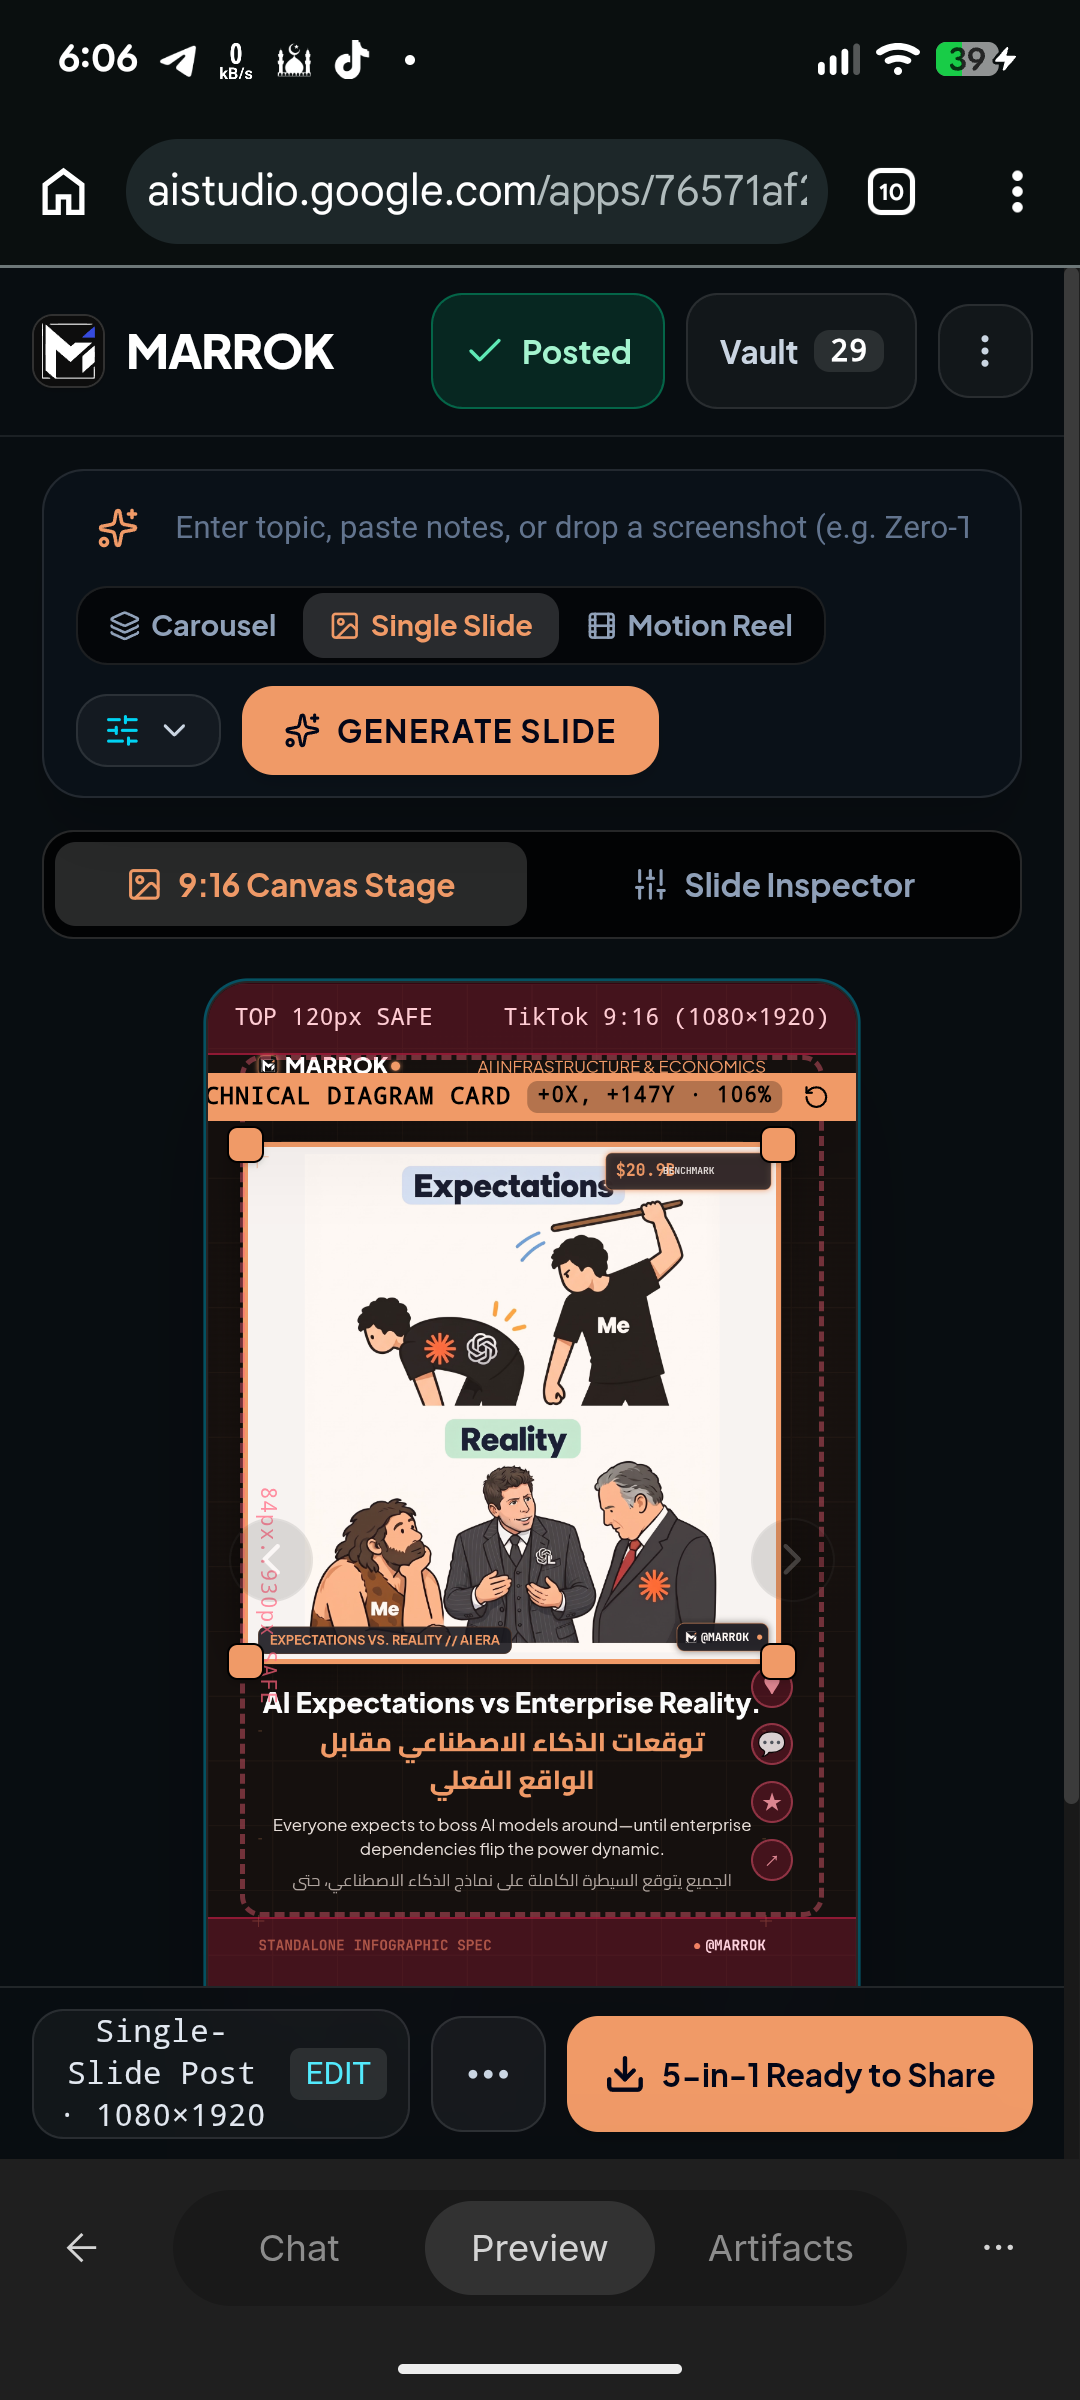 6:06
0
kB/s
39
aistudio.google.com/apps/76571af2
10
MARROK
Posted
Vault 29
Enter topic, paste notes, or drop a screenshot (e.g. Zero-T
Carousel
Single Slide
Motion Reel
GENERATE SLIDE
9:16 Canvas Stage
Slide Inspector
TOP 120px SAFE
TikTok 9:16 (1080×1920)
MARROK
AI INFRASTRUCTURE & ECONOMICS
CHNICAL DIAGRAM CARD
+0X, +147Y · 106%
Expectations
$20.9B
BENCHMARK
Me
Reality
Me
84px..930px SAFE
EXPECTATIONS VS. REALITY // AI ERA
@MARROK
AI Expectations vs Enterprise Reality.
توقعات الذكاء الاصطناعي مقابل
الواقع الفعلي
Everyone expects to boss AI models around—until enterprise
dependencies flip the power dynamic.
الجميع يتوقع السيطرة الكاملة على نماذج الذكاء الاصطناعي، حتى
STANDALONE INFOGRAPHIC SPEC
@MARROK
Single-
Slide Post
· 1080×1920
EDIT
5-in-1 Ready to Share
Chat
Preview
Artifacts